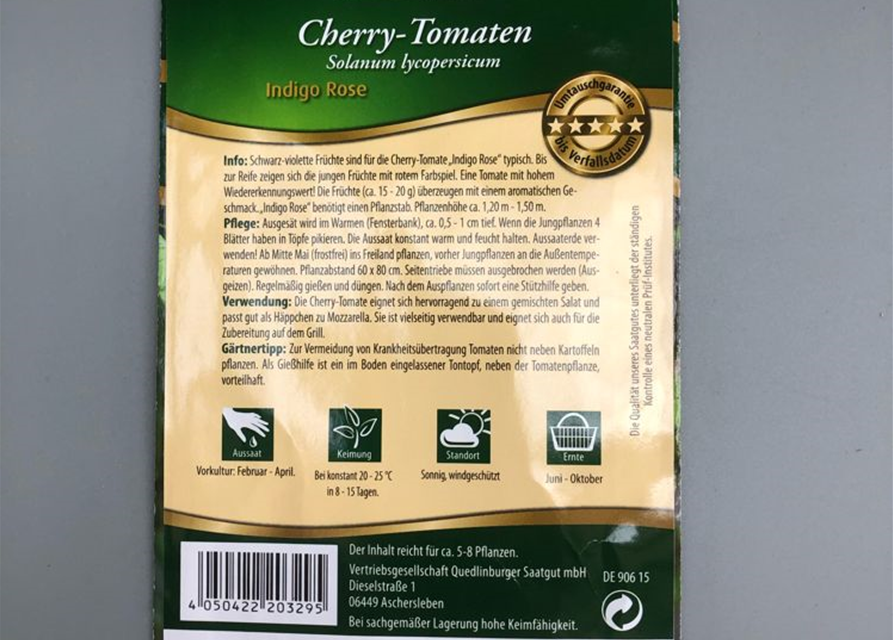 Cherry-Tomaten
Solanum lycopersicum
Indigo Rose
Umtauschgarantie
bis Verfallsdatum
Info: Schwarz-violette Früchte sind für die Cherry-Tomate „Indigo Rose" typisch. Bis
zur Reife zeigen sich die jungen Früchte mit rotem Farbspiel. Eine Tomate mit hohem
Wiedererkennungswert! Die Früchte (ca. 15 - 20 g) überzeugen mit einem aromatischen Ge-
schmack. „Indigo Rose" benötigt einen Pflanzstab. Pflanzenhöhe ca. 1,20 m - 1,50 m.
Pflege: Ausgesät wird im Warmen (Fensterbank), ca. 0,5 - 1 cm tief. Wenn die Jungpflanzen 4
Blätter haben in Töpfe pikieren. Die Aussaat konstant warm und feucht halten. Aussaaterde ver-
wenden! Ab Mitte Mai (frostfrei) ins Freiland pflanzen, vorher Jungpflanzen an die Außentempe-
raturen gewöhnen. Pflanzabstand 60 x 80 cm. Seitentriebe müssen ausgebrochen werden (Aus-
geizen). Regelmäßig gießen und düngen. Nach dem Auspflanzen sofort eine Stützhilfe geben.
Verwendung: Die Cherry-Tomate eignet sich hervorragend zu einem gemischten Salat und
passt gut als Häppchen zu Mozzarella. Sie ist vielseitig verwendbar und eignet sich auch für die
Zubereitung auf dem Grill.
Gärtnertipp: Zur Vermeidung von Krankheitsübertragung Tomaten nicht neben Kartoffeln
pflanzen. Als Gießhilfe ist ein im Boden eingelassener Tontopf, neben der Tomatenpflanze,
vorteilhaft.
Die Qualität unseres Saatgutes unterliegt der ständigen
Kontrolle eines neutralen Prüf-Institutes.
Aussaat
Vorkultur: Februar - April.
Keimung
Bei konstant 20 - 25 °C
in 8 - 15 Tagen.
Standort
Sonnig, windgeschützt
Ernte
Juni - Oktober
4 050422 203295
Der Inhalt reicht für ca. 5-8 Pflanzen.
Vertriebsgesellschaft Quedlinburger Saatgut mbH
Dieselstraße 1
06449 Aschersleben
Bei sachgemäßer Lagerung hohe Keimfähigkeit.
DE 906 15